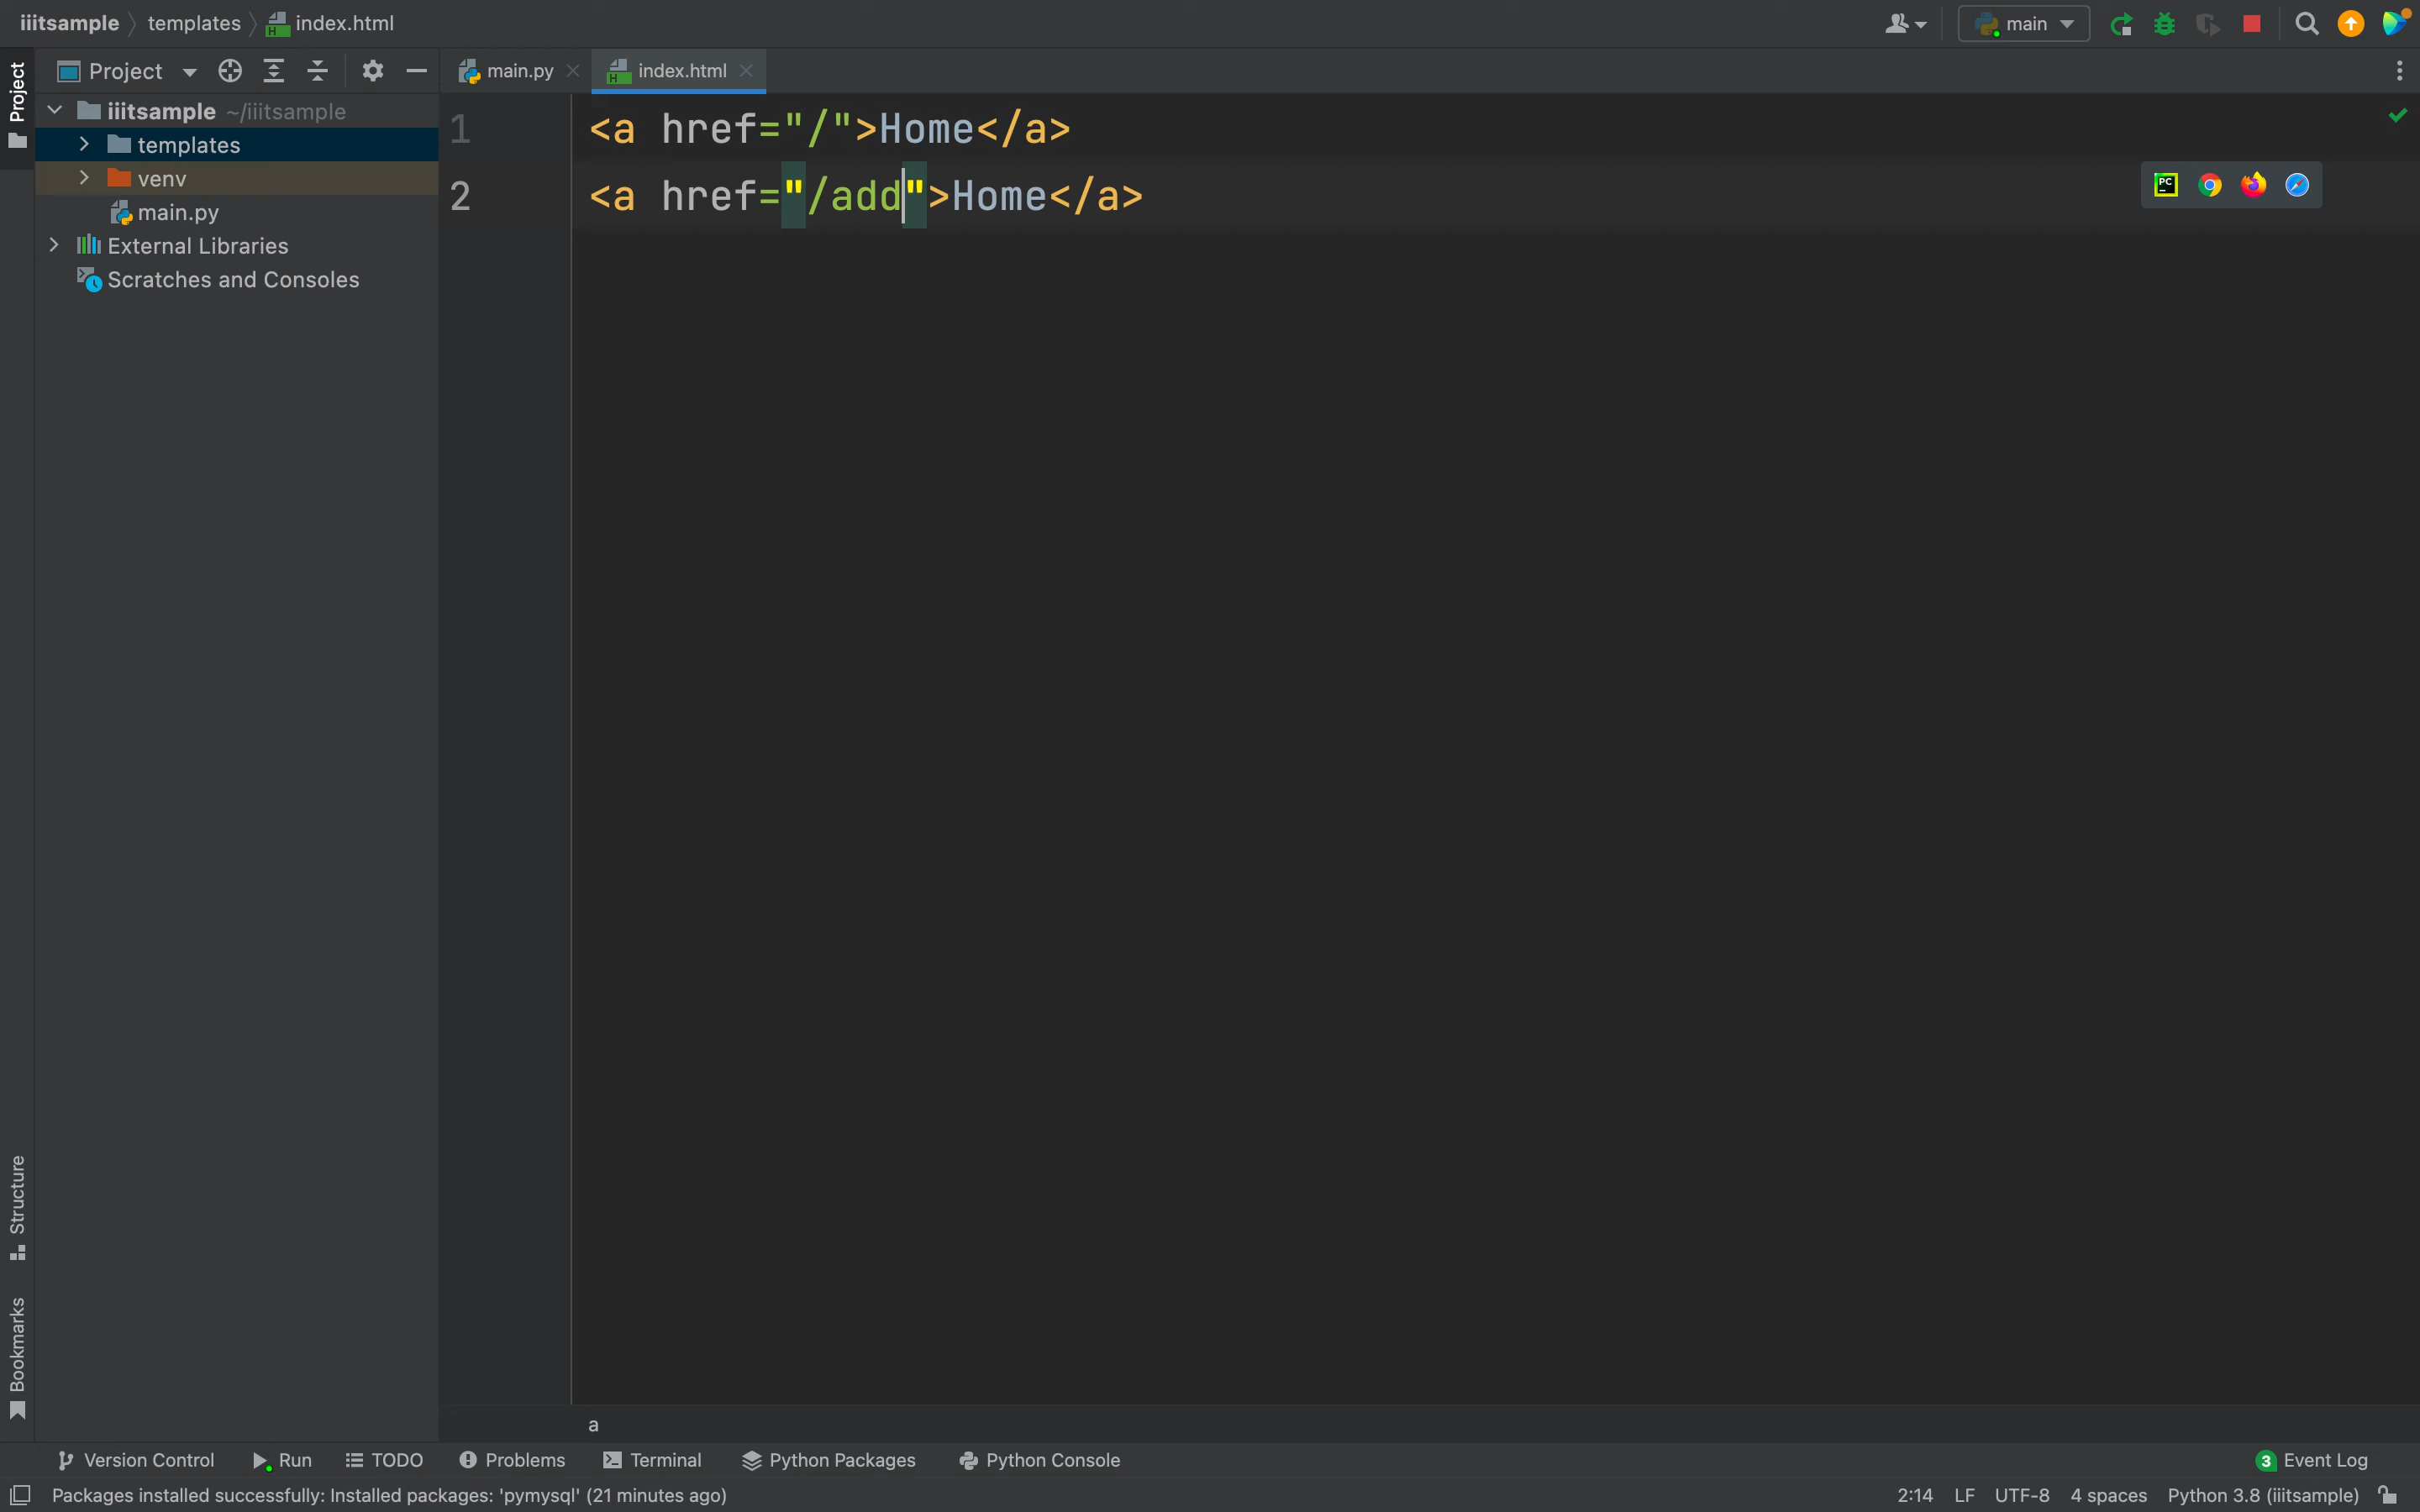 iiitsample templates index.html
main
Project
Project
main.py
index.html
iiitsample ~/iiitsample
templates
venv
main.py
External Libraries
Scratches and Consoles
1 <a href="/">Home</a>
2 <a href="/add">Home</a>
PC
Structure
Bookmarks
a
Version Control Run TODO Problems Terminal Python Packages Python Console 3 Event Log
Packages installed successfully: Installed packages: 'pymysql' (21 minutes ago) 2:14 LF UTF-8 4 spaces Python 3.8 (iiitsample)